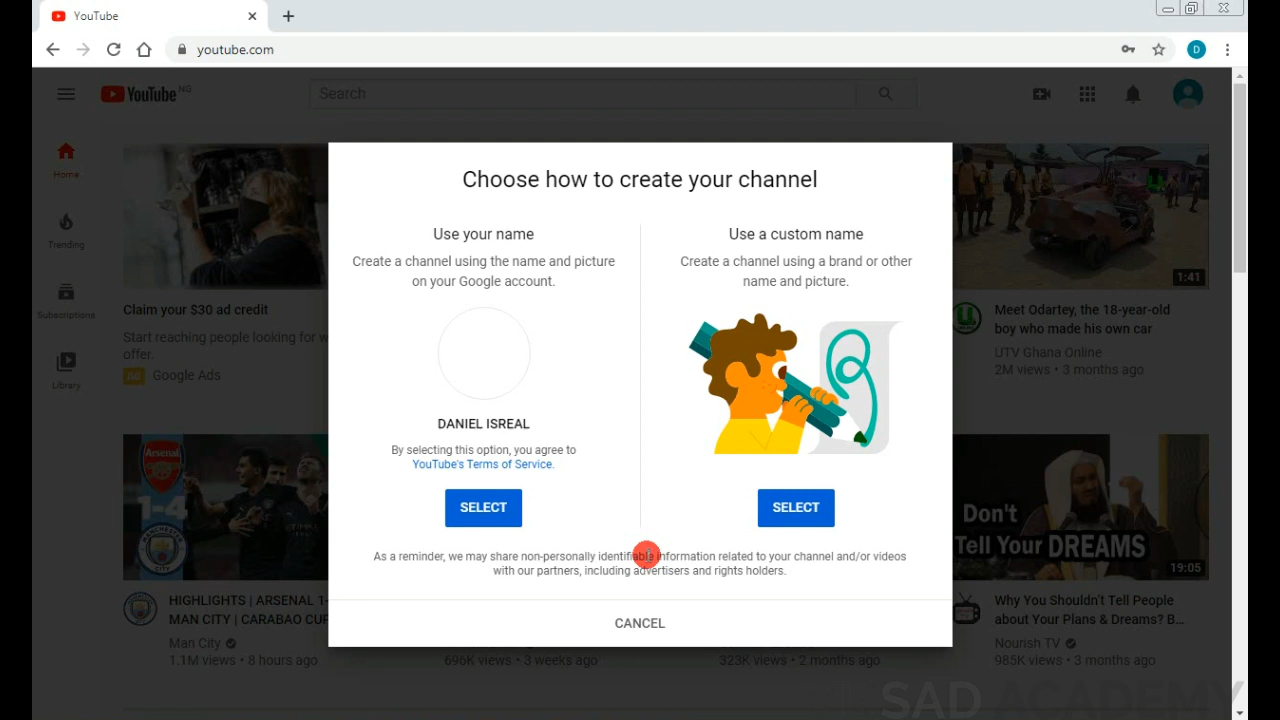 YouTube
youtube.com
D
YouTube NG
Search
Home
Trending
Subscriptions
Library
Choose how to create your channel
Use your name
Create a channel using the name and picture
on your Google account.
DANIEL ISREAL
By selecting this option, you agree to
YouTube's Terms of Service.
SELECT
Use a custom name
Create a channel using a brand or other
name and picture.
SELECT
As a reminder, we may share non-personally identifiable information related to your channel and/or videos
with our partners, including advertisers and rights holders.
CANCEL
Claim your $30 ad credit
Start reaching people looking for w
offer.
Ad Google Ads
1:41
Meet Odartey, the 18-year-old
boy who made his own car
UTV Ghana Online
2M views • 3 months ago
Arsenal
1-4
MANCHESTER
CITY
HIGHLIGHTS | ARSENAL 1-
MAN CITY | CARABAO CUP
Man City
1.1M views • 8 hours ago
696K views • 3 weeks ago
323K views • 2 months ago
Don't
Tell Your DREAMS
19:05
Why You Shouldn't Tell People
about Your Plans & Dreams? B...
Nourish TV
985K views • 3 months ago
SAD ACADEMY